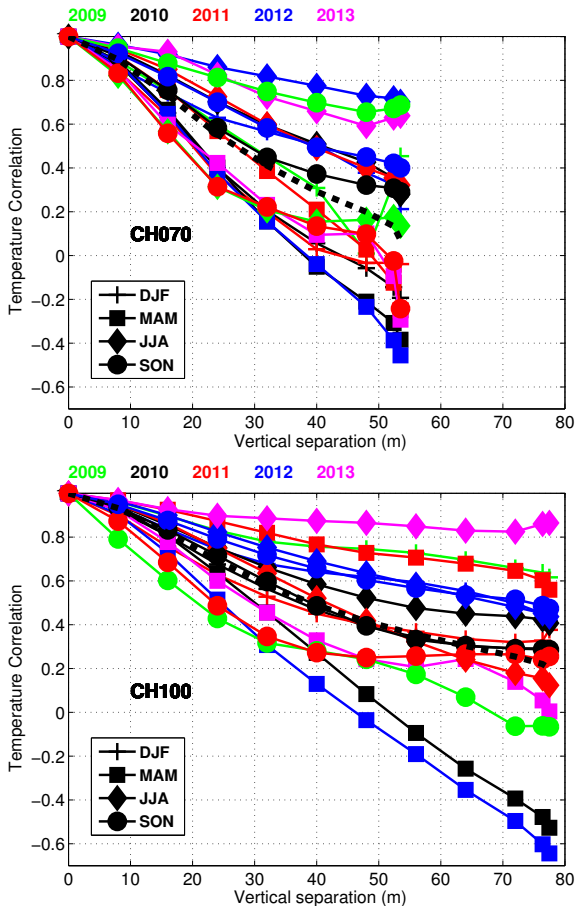 2009 2010 2011 2012 2013
0.8
0.6
0.4
0.2
0
−0.2
−0.4
−0.6
Temperature Correlation
CH070
DJF
MAM
JJA
SON
0 10 20 30 40 50 60 70 80
Vertical separation (m)
2009 2010 2011 2012 2013
0.8
0.6
0.4
0.2
0
−0.2
−0.4
−0.6
Temperature Correlation
CH100
DJF
MAM
JJA
SON
0 10 20 30 40 50 60 70 80
Vertical separation (m)